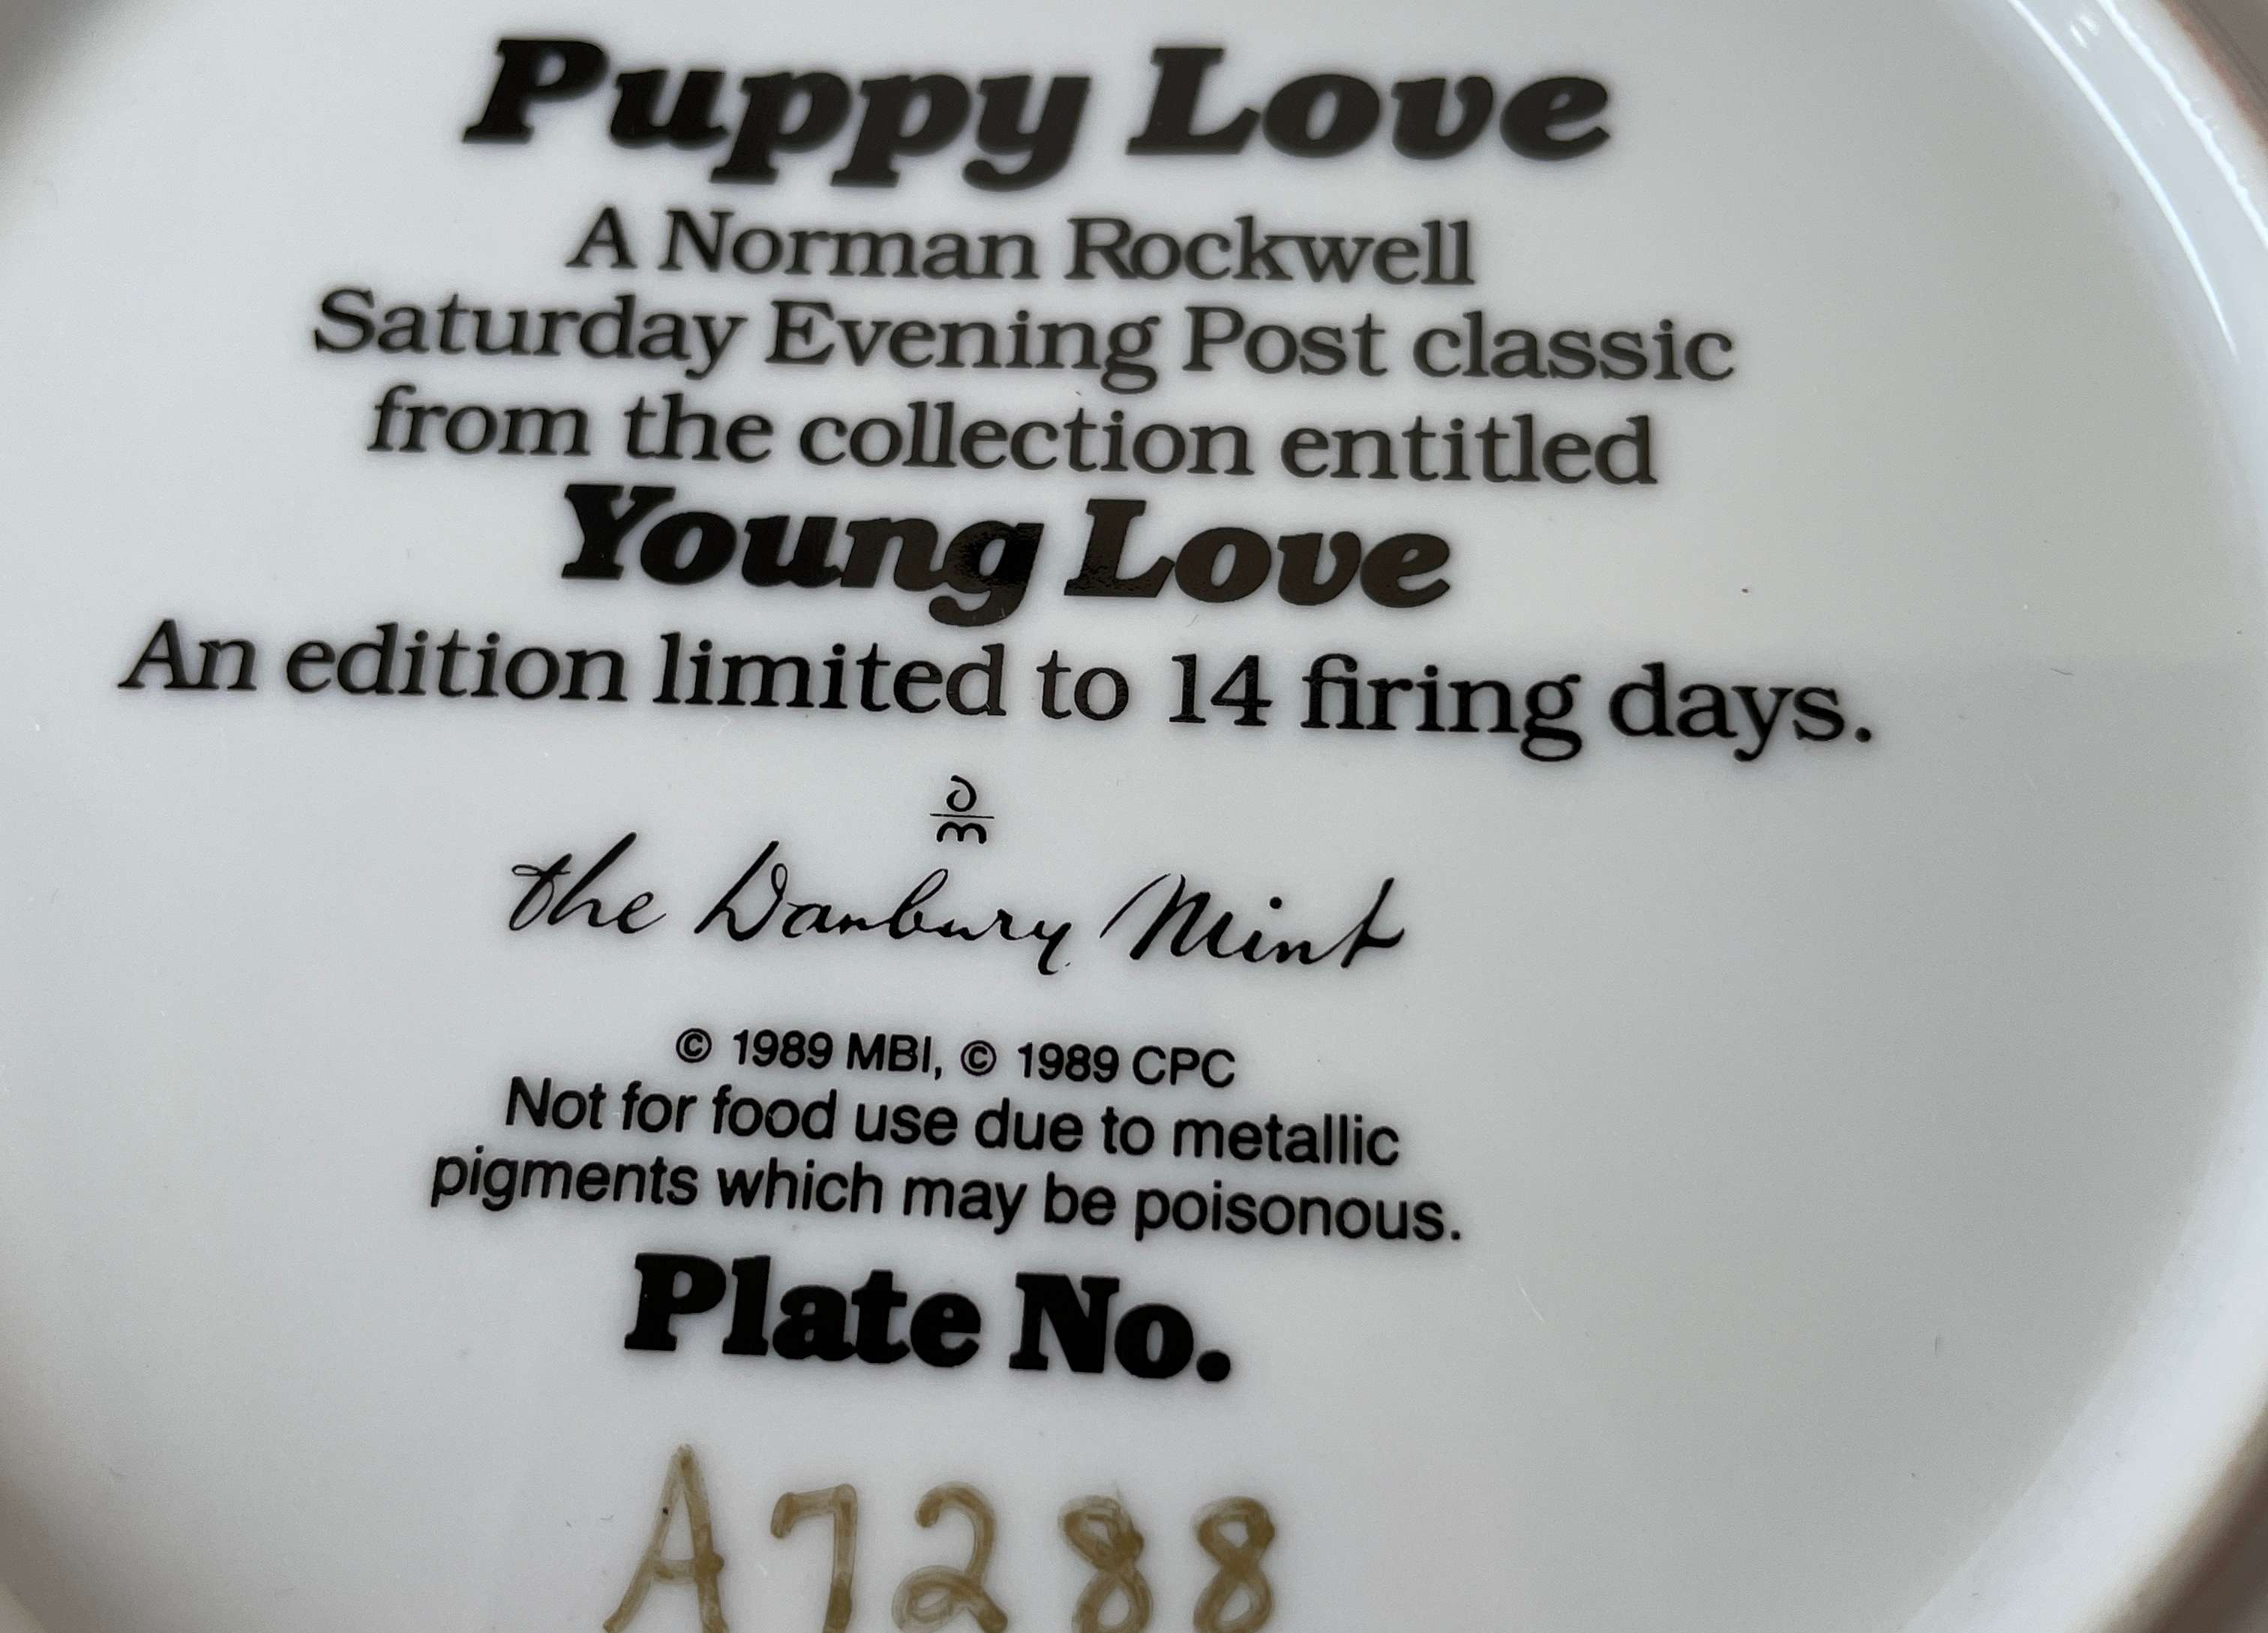 Puppy Love
A Norman Rockwell
Saturday Evening Post classic
from the collection entitled
Young Love
An edition limited to 14 firing days.
dm
the Danbury Mint
© 1989 MBI, © 1989 CPC
Not for food use due to metallic
pigments which may be poisonous.
Plate No.
A7288